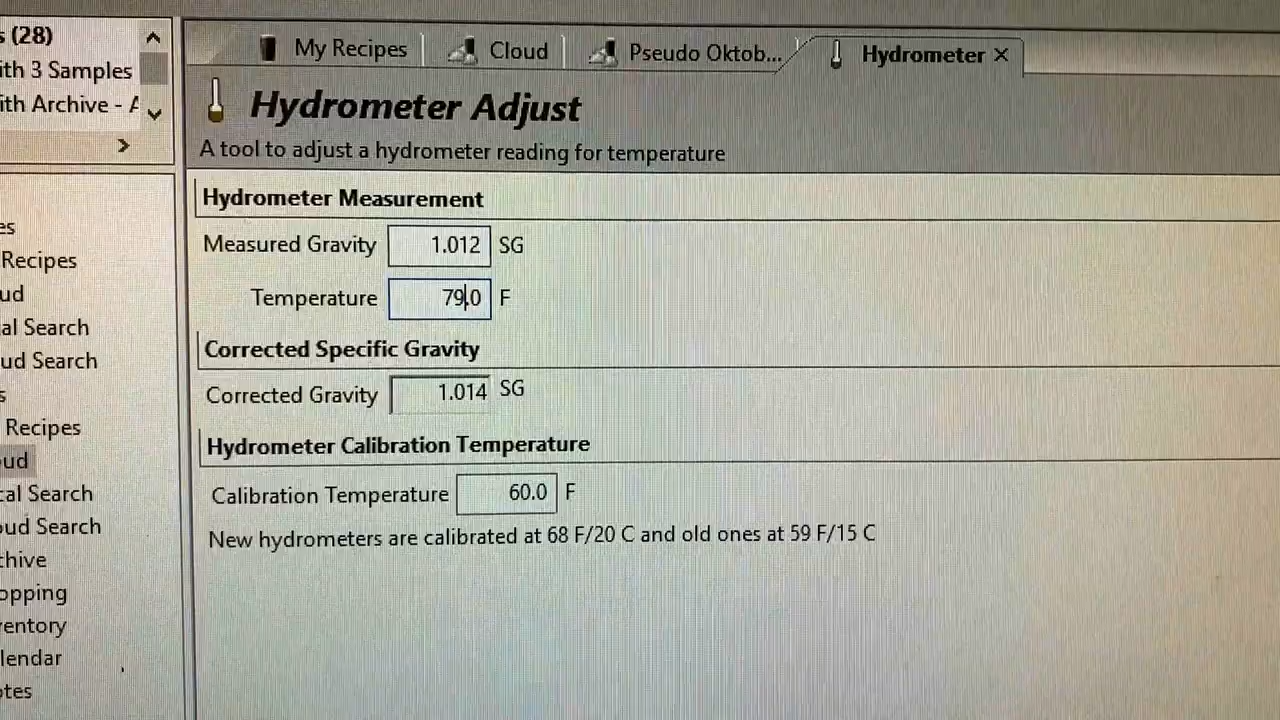 s (28)
ith 3 Samples
ith Archive - A
My Recipes
Cloud
Pseudo Oktob...
Hydrometer
Hydrometer Adjust
A tool to adjust a hydrometer reading for temperature
Hydrometer Measurement
Measured Gravity 1.012 SG
Temperature 79.0 F
Corrected Specific Gravity
Corrected Gravity 1.014 SG
Hydrometer Calibration Temperature
Calibration Temperature 60.0 F
New hydrometers are calibrated at 68 F/20 C and old ones at 59 F/15 C
es
Recipes
ud
al Search
ud Search
s
Recipes
oud
cal Search
oud Search
chive
opping
ventory
lendar
otes